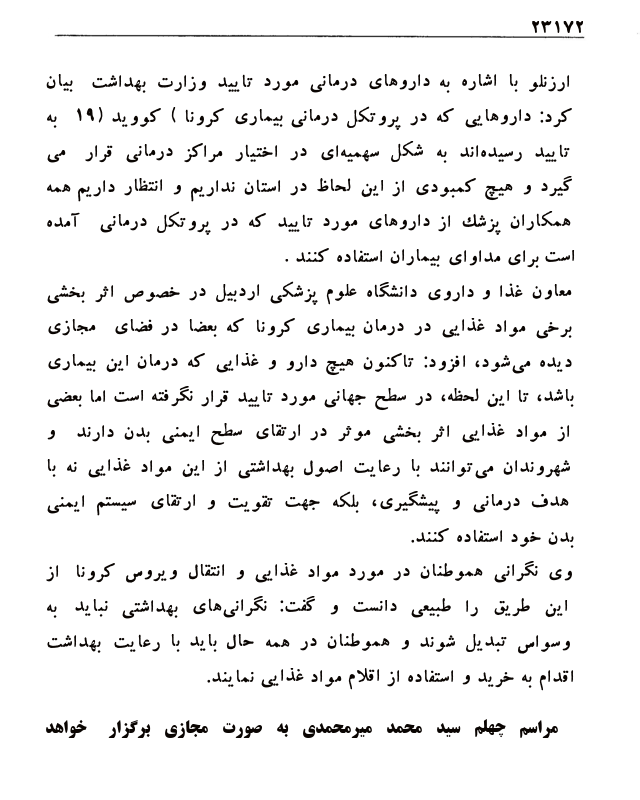 ۲۳۱۷۲
ارزنلو با اشاره به داروهای درمانی مورد تایید وزارت بهداشت بیان
کرد: داروهایی که در پروتکل درمانی بیماری کرونا ) کووید (۱۹ به
تایید رسیده‌اند به شکل سهمیه‌ای در اختیار مراکز درمانی قرار می
گیرد و هیچ کمبودی از این لحاظ در استان نداریم و انتظار داریم همه
همکاران پزشك از داروهای مورد تایید که در پروتکل درمانی آمده
است برای مداوای بیماران استفاده کنند .
معاون غذا و داروی دانشگاه علوم پزشکی اردبیل در خصوص اثر بخشی
برخی مواد غذایی در درمان بیماری کرونا که بعضا در فضای مجازی
دیده می‌شود، افزود: تاکنون هیچ دارو و غذایی که درمان این بیماری
باشد، تا این لحظه، در سطح جهانی مورد تایید قرار نگرفته است اما بعضی
از مواد غذایی اثر بخشی موثر در ارتقای سطح ایمنی بدن دارند و
شهروندان می‌توانند با رعایت اصول بهداشتی از این مواد غذایی نه با
هدف درمانی و پیشگیری، بلکه جهت تقویت و ارتقای سیستم ایمنی
بدن خود استفاده کنند.
وی نگرانی هموطنان در مورد مواد غذایی و انتقال ویروس کرونا از
این طریق را طبیعی دانست و گفت: نگرانی‌های بهداشتی نباید به
وسواس تبدیل شوند و هموطنان در همه حال باید با رعایت بهداشت
اقدام به خرید و استفاده از اقلام مواد غذایی نمایند.
مراسم چهلم سید محمد میرمحمدی به صورت مجازی برگزار خواهد